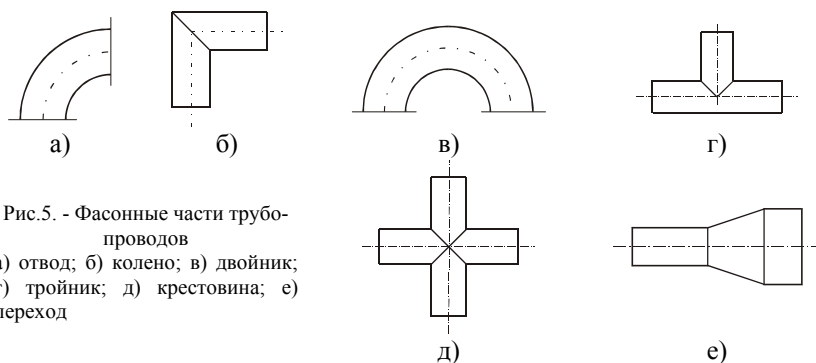 а)
б)
в)
г)
Рис.5. - Фасонные части трубо-
проводов
а) отвод; б) колено; в) двойник;
г) тройник; д) крестовина; е)
переход
д)
е)